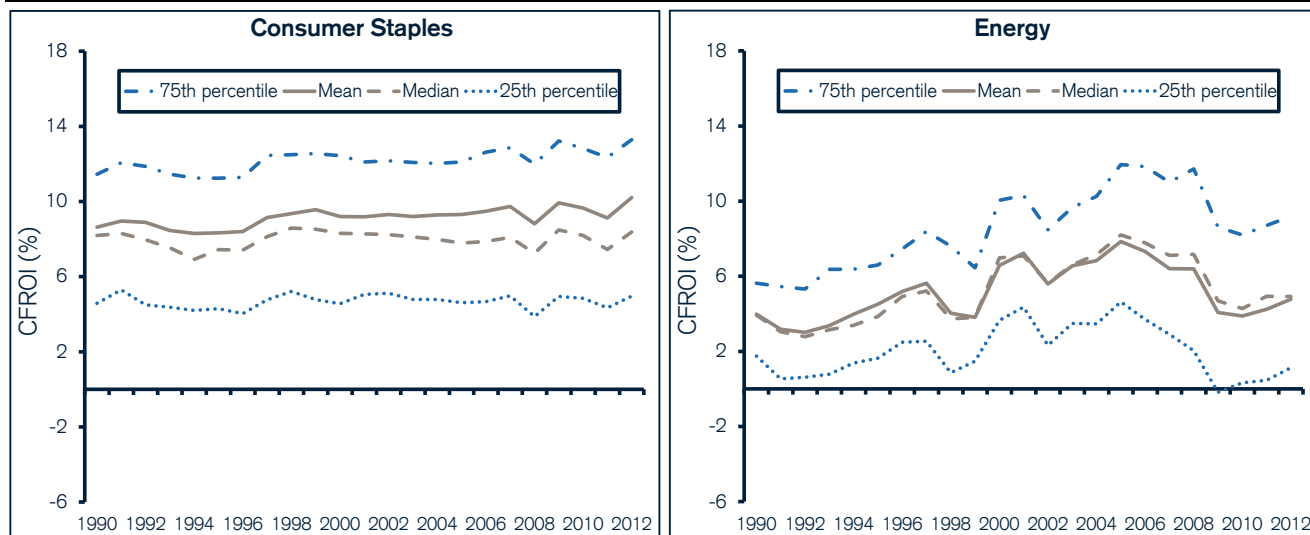 Consumer Staples
18
14
10
6
2
-2
-6
CFROI (%)
75th percentile Mean Median 25th percentile
1990 1992 1994 1996 1998 2000 2002 2004 2006 2008 2010 2012
Energy
18
14
10
6
2
-2
-6
CFROI (%)
75th percentile Mean Median 25th percentile
1990 1992 1994 1996 1998 2000 2002 2004 2006 2008 2010 2012